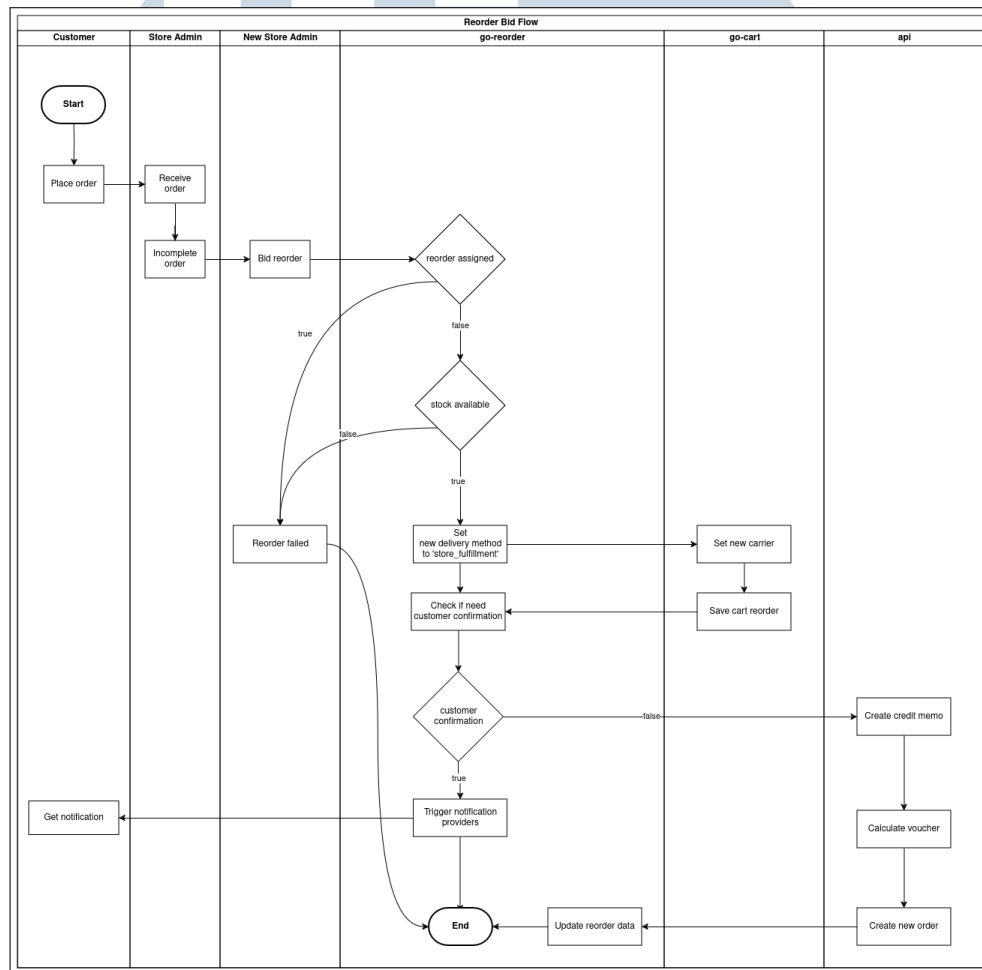 Reorder Bid Flow
Customer
Store Admin
New Store Admin
go-reorder
go-cart
api
Start
Place order
Receive
order
Incomplete
order
Bid reorder
reorder assigned
true
false
stock available
false
true
Reorder failed
Set
new delivery method
to 'store_fulfillment'
Set new carrier
Check if need
customer confirmation
Save cart reorder
customer
confirmation
false
Create credit memo
true
Get notification
Trigger notification
providers
Calculate voucher
End
Update reorder data
Create new order